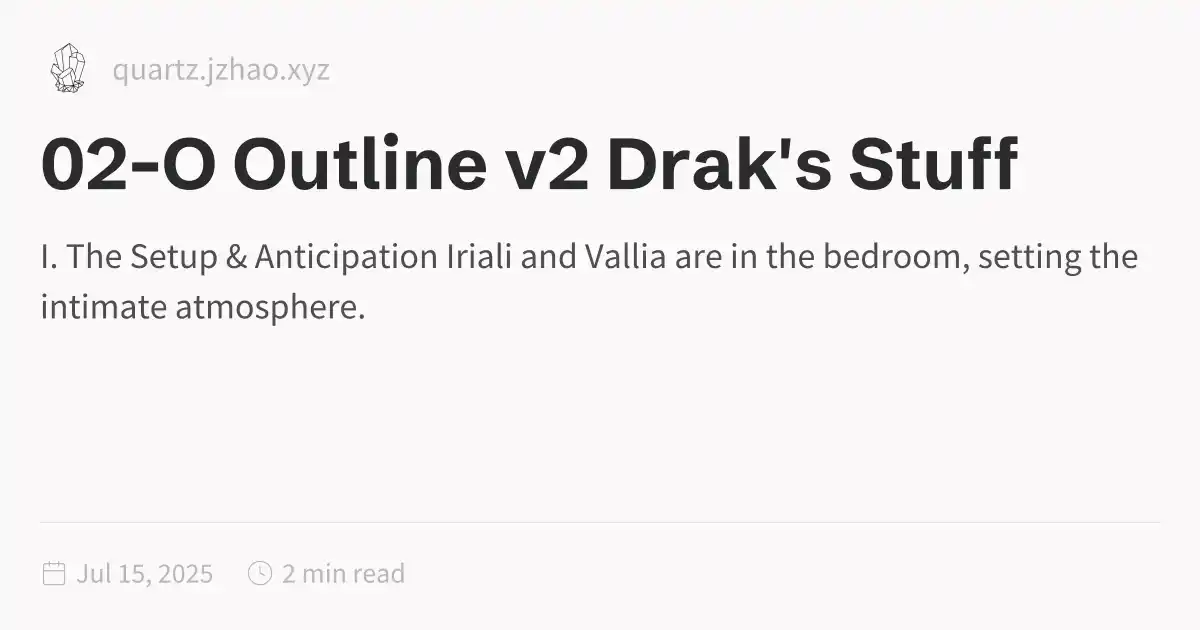 quartz.jzhao.xyz
02-O Outline v2 Drak's Stuff
I. The Setup & Anticipation Iriali and Vallia are in the bedroom, setting the
intimate atmosphere.
Jul 15, 2025 2 min read